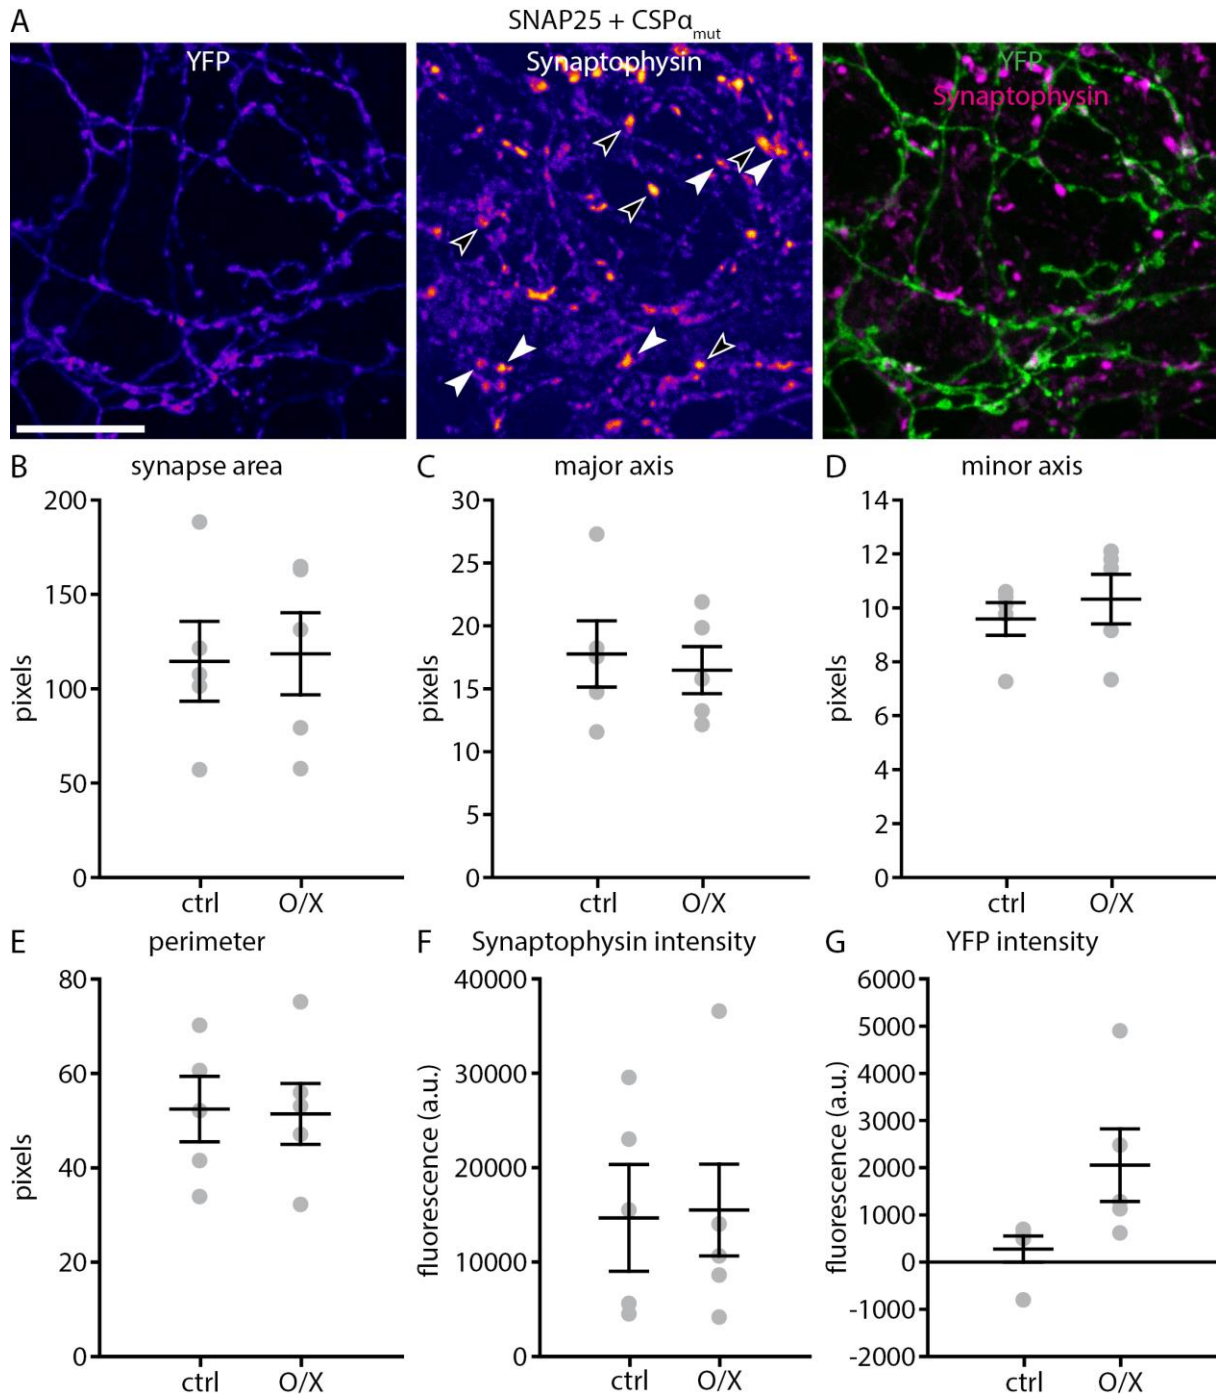 A
SNAP25 + CSPαmut
YFP
Synaptophysin
YFP
Synaptophysin
B synapse area
200
150
100
50
0
pixels
ctrl O/X
C major axis
30
25
20
15
10
5
0
pixels
ctrl O/X
D minor axis
14
12
10
8
6
4
2
0
pixels
ctrl O/X
E perimeter
80
60
40
20
0
pixels
ctrl O/X
F Synaptophysin intensity
40000
30000
20000
10000
0
fluorescence (a.u.)
ctrl O/X
G YFP intensity
6000
5000
4000
3000
2000
1000
0
-1000
-2000
fluorescence (a.u.)
ctrl O/X